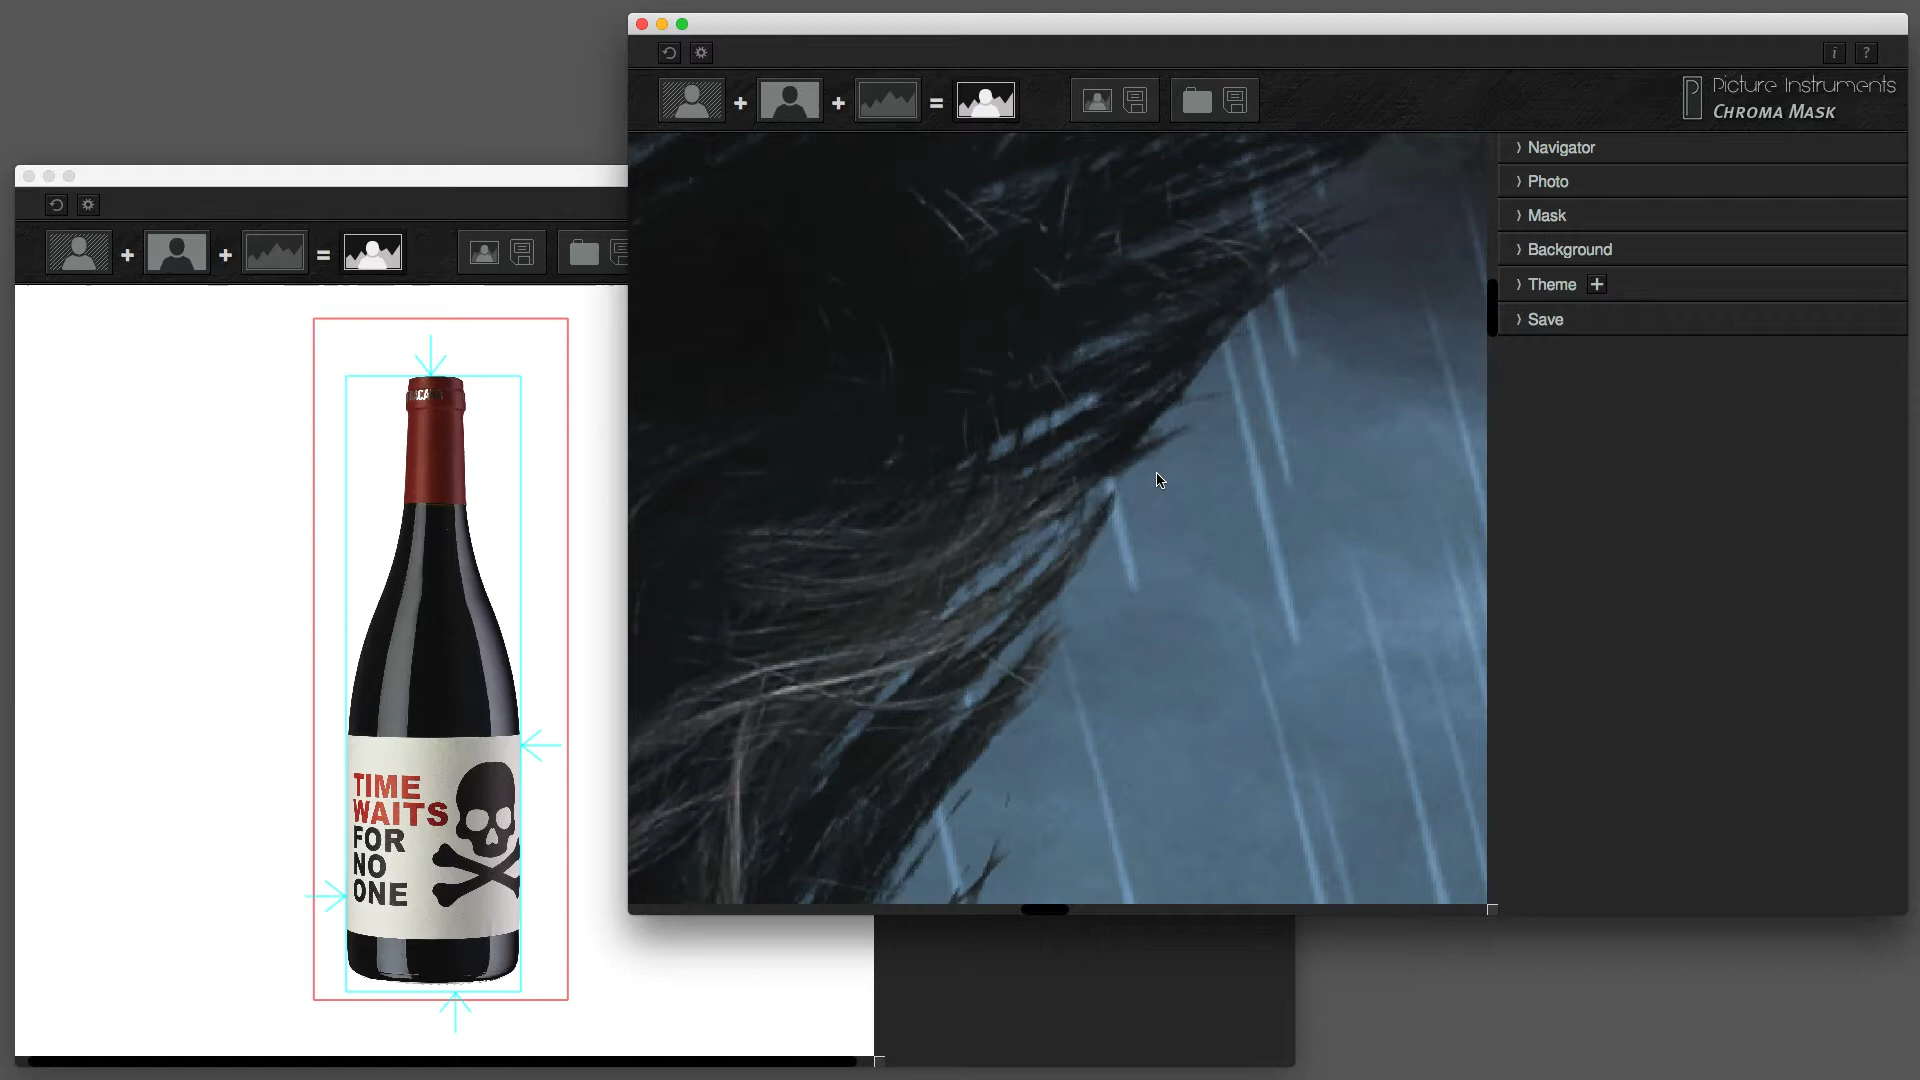 Picture Instruments
CHROMA MASK
Navigator
Photo
Mask
Background
Theme
Save
TIME
WAITS
FOR
NO
ONE